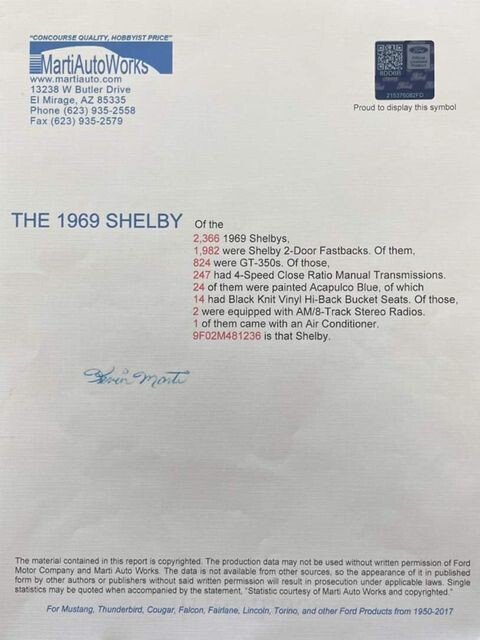 "CONCOURSE QUALITY, HOBBYIST PRICE"
MartiAutoWorks
www.martiauto.com
13238 W Butler Drive
El Mirage, AZ 85335
Phone (623) 935-2558
Fax (623) 935-2579
Ford
8DD6B
215376082FD
Proud to display this symbol
THE 1969 SHELBY
Of the
2,366 1969 Shelbys,
1,982 were Shelby 2-Door Fastbacks. Of them,
824 were GT-350s. Of those,
247 had 4-Speed Close Ratio Manual Transmissions.
24 of them were painted Acapulco Blue, of which
14 had Black Knit Vinyl Hi-Back Bucket Seats. Of those,
2 were equipped with AM/8-Track Stereo Radios.
1 of them came with an Air Conditioner.
9F02M481236 is that Shelby.
Kevin Marti
The material contained in this report is copyrighted. The production data may not be used without written permission of Ford
Motor Company and Marti Auto Works. The data is not available from other sources, so the appearance of it in published
form by other authors or publishers without said written permission will result in prosecution under applicable laws. Single
statistics may be quoted when accompanied by the statement, "Statistic courtesy of Marti Auto Works and copyrighted."
For Mustang, Thunderbird, Cougar, Falcon, Fairlane, Lincoln, Torino, and other Ford Products from 1950-2017